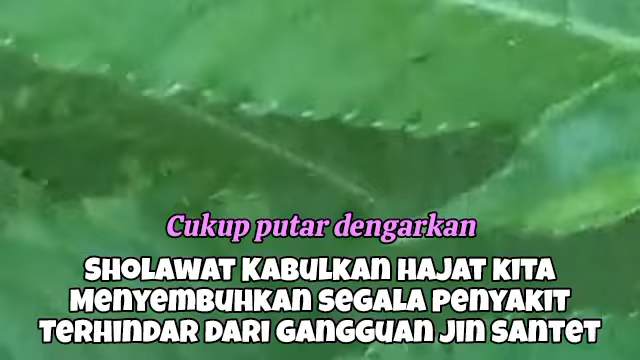 Cukup putar dengarkan
SHOLAWAT KABULKAN HAJAT KITA
MENYEMBUHKAN SEGALA PENYAKIT
TERHINDAR DARI GANGGUAN JIN SANTET